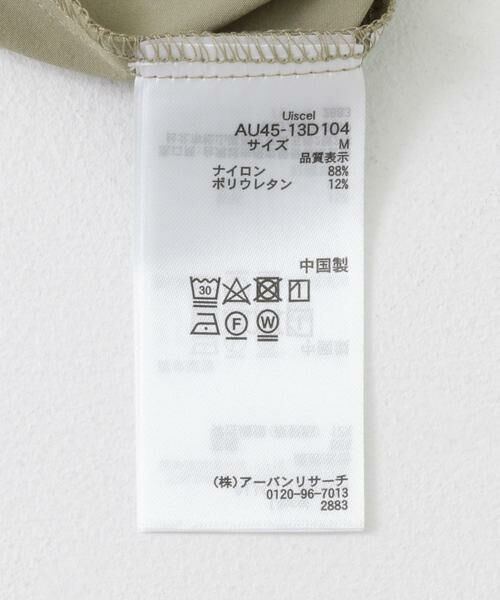 Uiscel
AU45-13D104
サイズ M
品質表示
ナイロン 88%
ポリウレタン 12%
中国製
30
F W
(株)アーバンリサーチ
0120-96-7013
2883